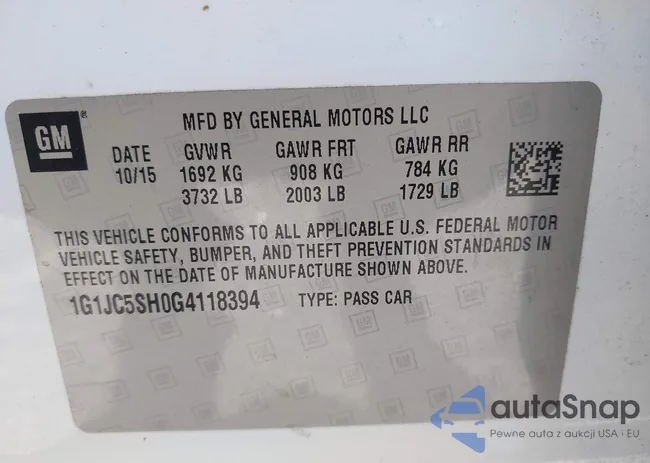 GM
MFD BY GENERAL MOTORS LLC
DATE GVWR GAWR FRT GAWR RR
10/15 1692 KG 908 KG 784 KG
3732 LB 2003 LB 1729 LB
THIS VEHICLE CONFORMS TO ALL APPLICABLE U.S. FEDERAL MOTOR
VEHICLE SAFETY, BUMPER, AND THEFT PREVENTION STANDARDS IN
EFFECT ON THE DATE OF MANUFACTURE SHOWN ABOVE.
1G1JC5SH0G4118394 TYPE: PASS CAR
autaSnap
Pewne auta z aukcji USA i EU